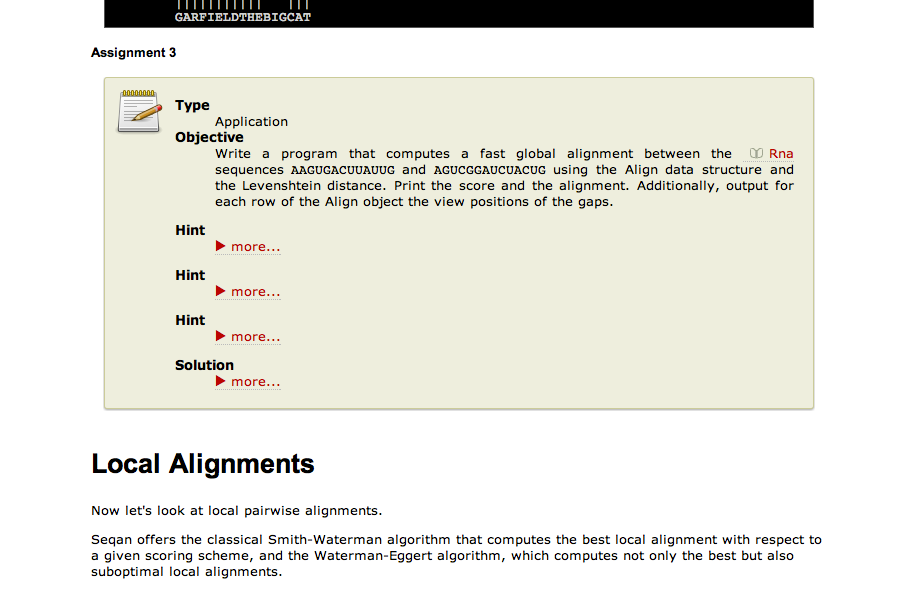 ||||||||||| |||
GARFIELDTHEBIGCAT
Assignment 3
Type
Application
Objective
Write a program that computes a fast global alignment between the Rna
sequences AAGUGACUUAUUG and AGUCGGAUCUACUG using the Align data structure and
the Levenshtein distance. Print the score and the alignment. Additionally, output for
each row of the Align object the view positions of the gaps.
Hint
more...
Hint
more...
Hint
more...
Solution
more...
Local Alignments
Now let's look at local pairwise alignments.
Seqan offers the classical Smith-Waterman algorithm that computes the best local alignment with respect to
a given scoring scheme, and the Waterman-Eggert algorithm, which computes not only the best but also
suboptimal local alignments.